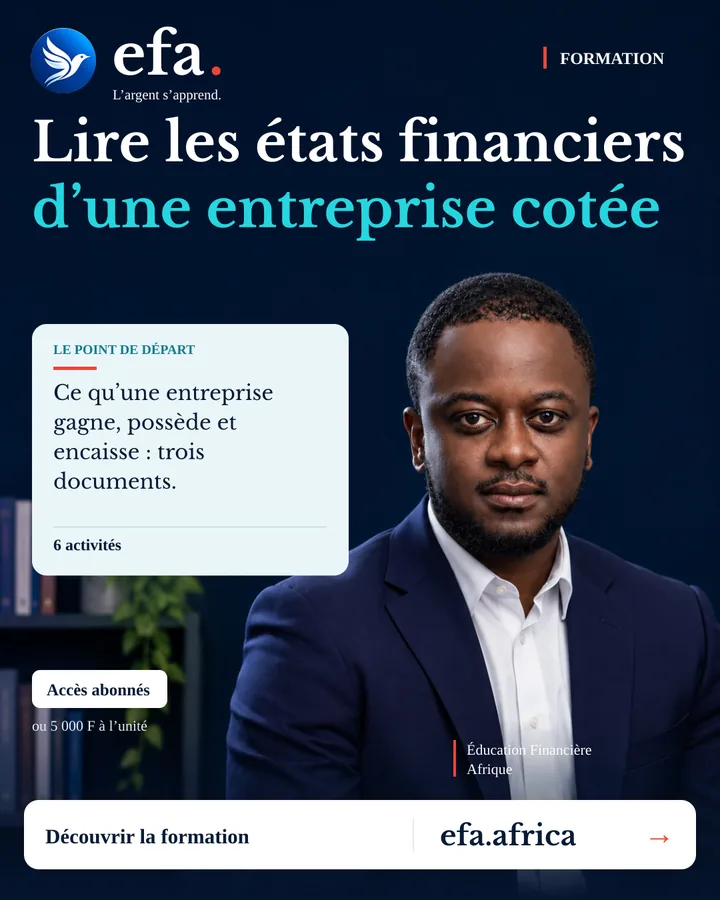 efa.
L’argent s’apprend.
FORMATION
Lire les états financiers
d’une entreprise cotée
LE POINT DE DÉPART
Ce qu’une entreprise
gagne, possède et
encaisse : trois
documents.
6 activités
Accès abonnés
ou 5 000 F à l’unité
Éducation Financière
Afrique
Découvrir la formation
efa.africa →